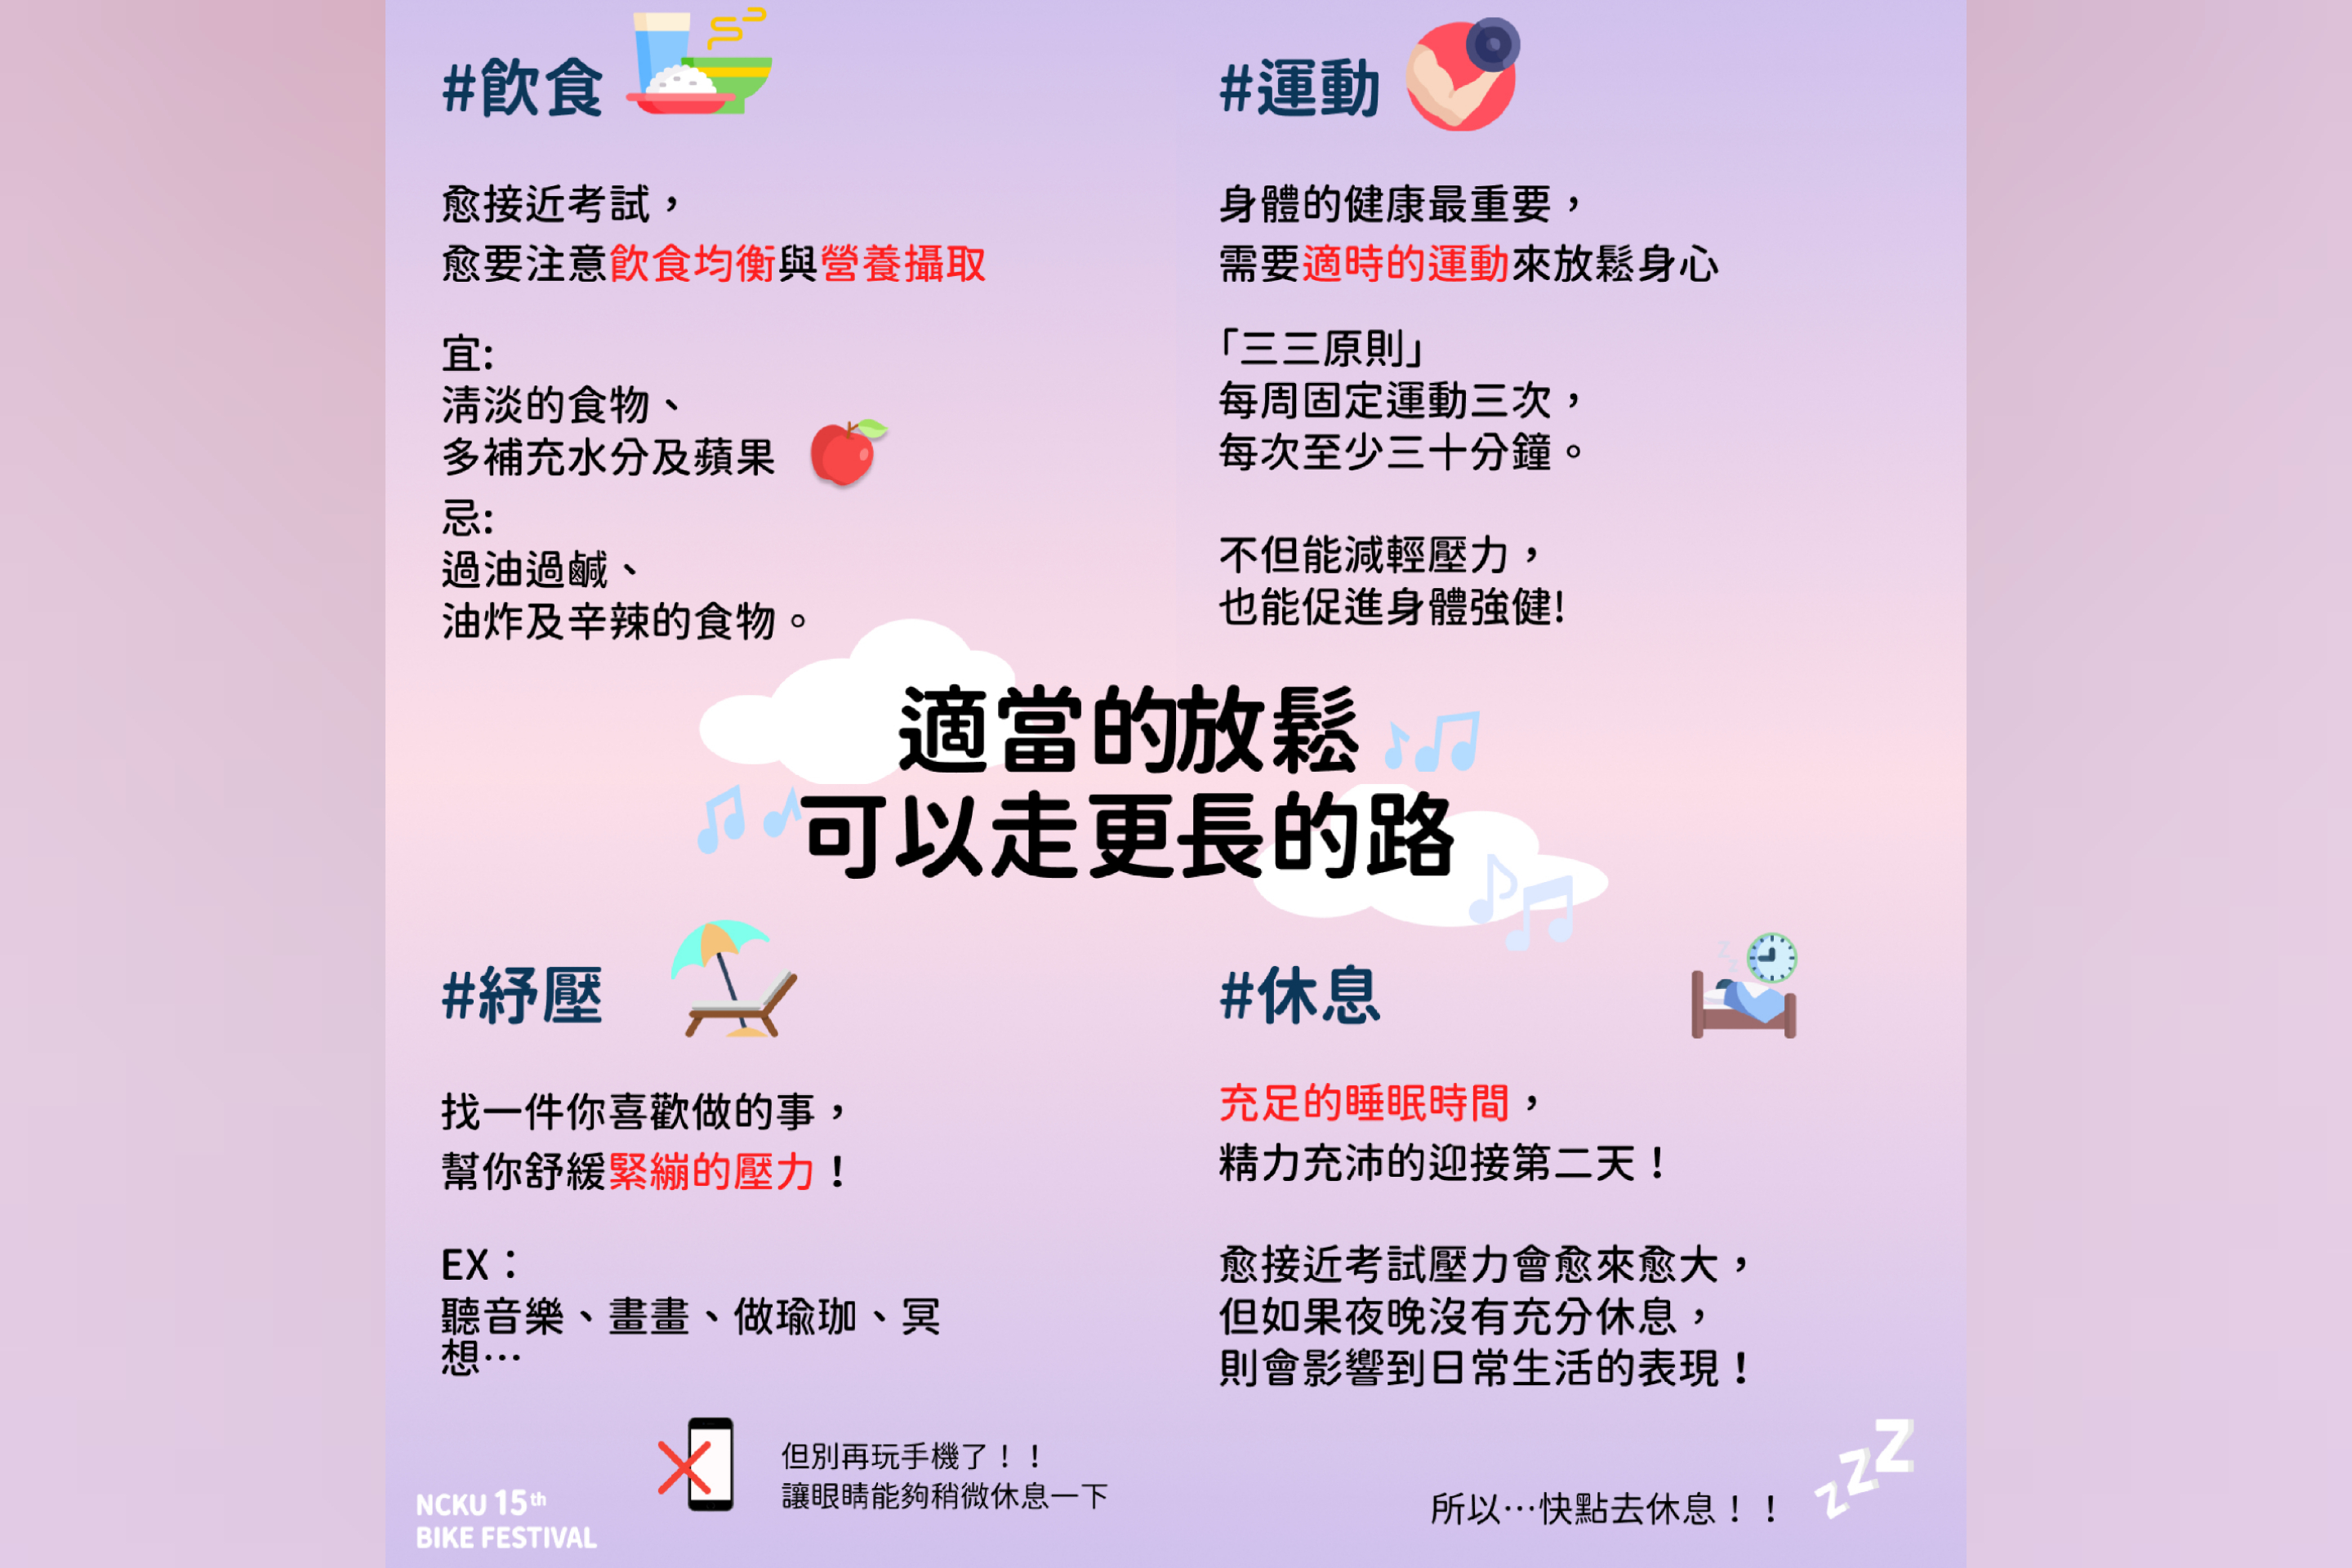 #飲食
愈接近考試，
愈要注意飲食均衡與營養攝取
宜:
清淡的食物、
多補充水分及蘋果
忌:
過油過鹹、
油炸及辛辣的食物。
#運動
身體的健康最重要，
需要適時的運動來放鬆身心
「三三原則」
每周固定運動三次，
每次至少三十分鐘。
不但能減輕壓力，
也能促進身體強健!
適當的放鬆
可以走更長的路
#紓壓
找一件你喜歡做的事，
幫你舒緩緊繃的壓力！
EX：
聽音樂、畫畫、做瑜珈、冥
想…
但別再玩手機了！！
讓眼睛能夠稍微休息一下
NCKU 15th
BIKE FESTIVAL
#休息
充足的睡眠時間，
精力充沛的迎接第二天！
愈接近考試壓力會愈來愈大，
但如果夜晚沒有充分休息，
則會影響到日常生活的表現！
所以…快點去休息！！
zzZ